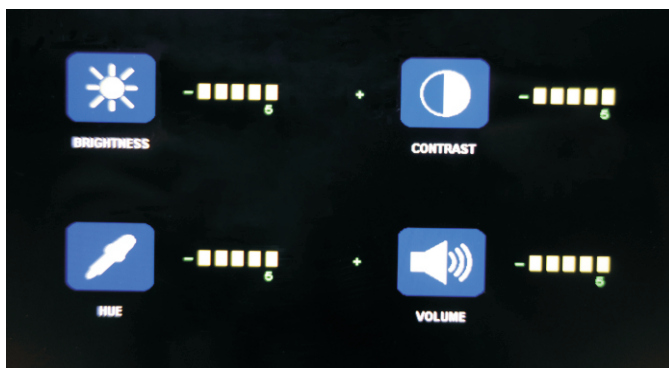 - 5 +
BRIGHTNESS
- 5
CONTRAST
- 5 +
HUE
- 5
VOLUME